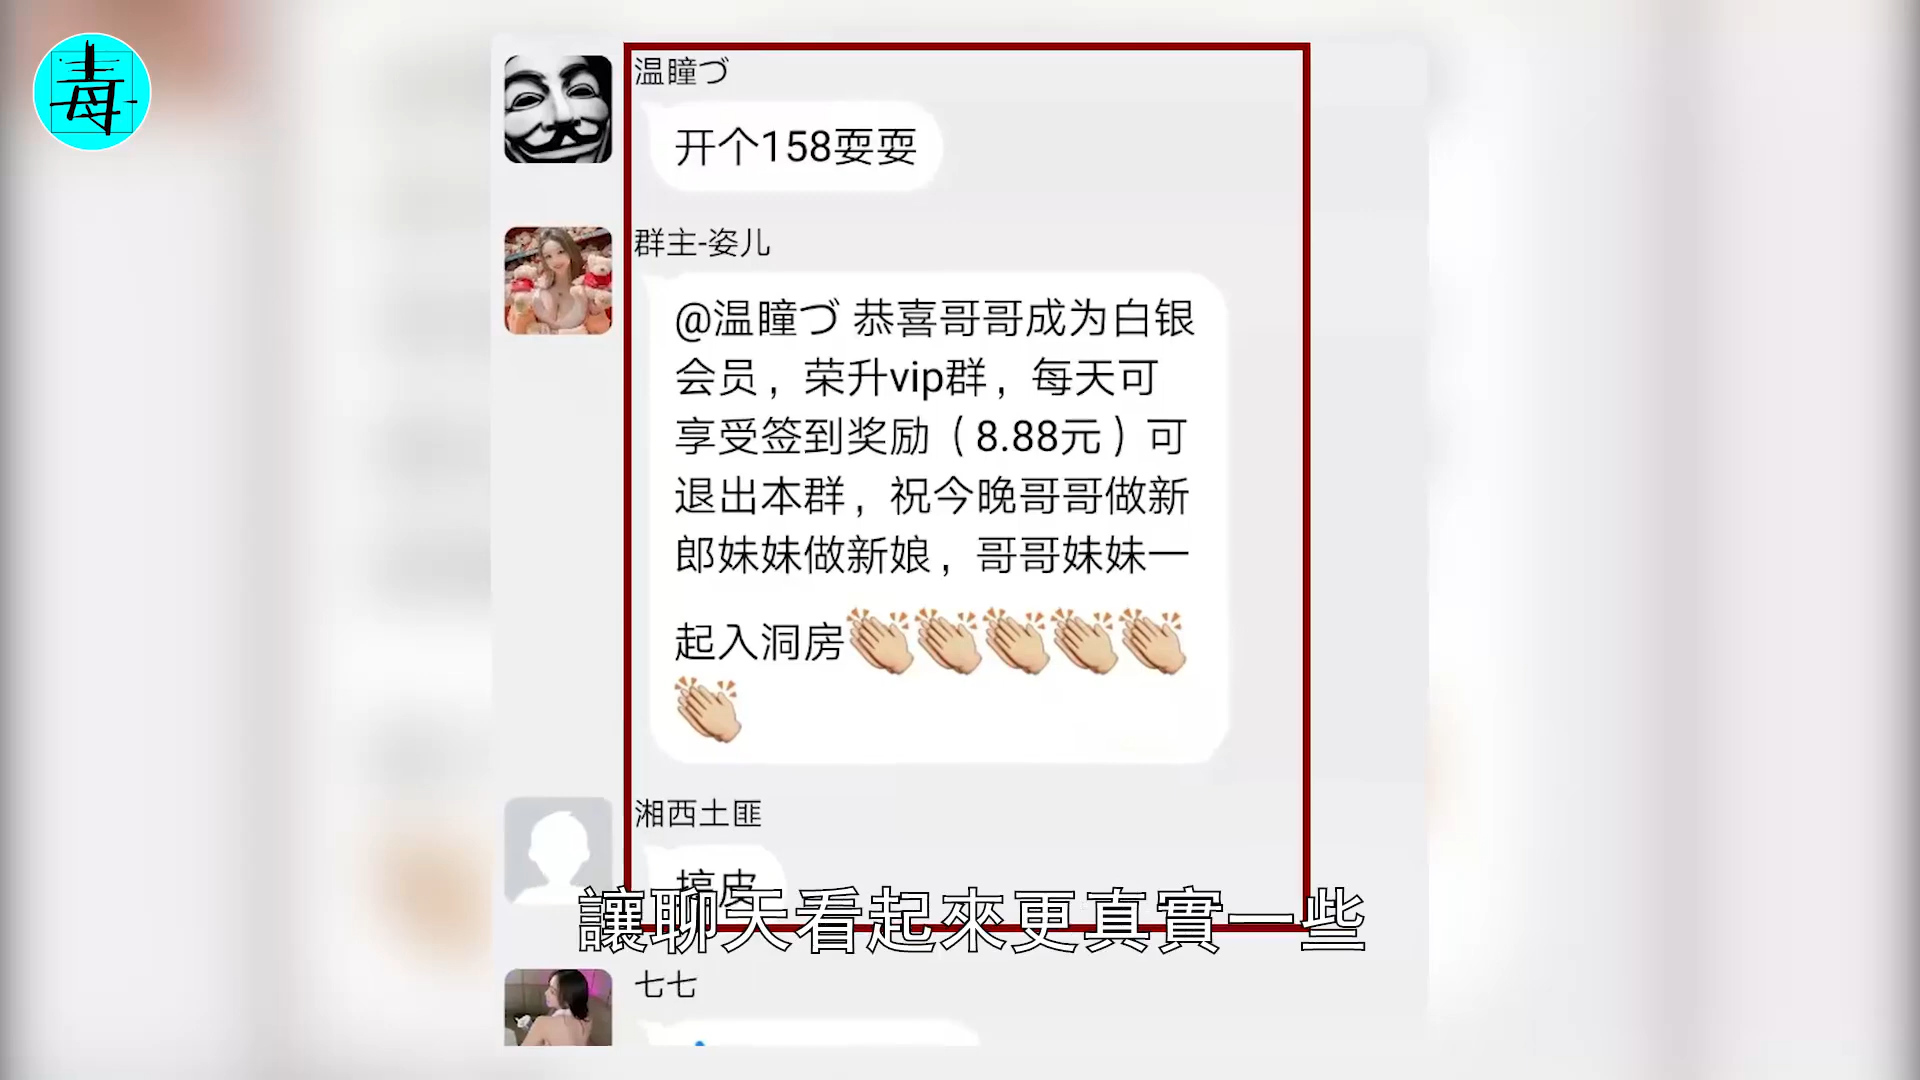 毒
温瞳づ
开个158耍耍
群主-姿儿
@温瞳づ 恭喜哥哥成为白银
会员，荣升vip群，每天可
享受签到奖励（8.88元）可
退出本群，祝今晚哥哥做新
郎妹妹做新娘，哥哥妹妹一
起入洞房👏👏👏👏👏
👏
湘西土匪
搞皮
讓聊天看起來更真實一些
七七